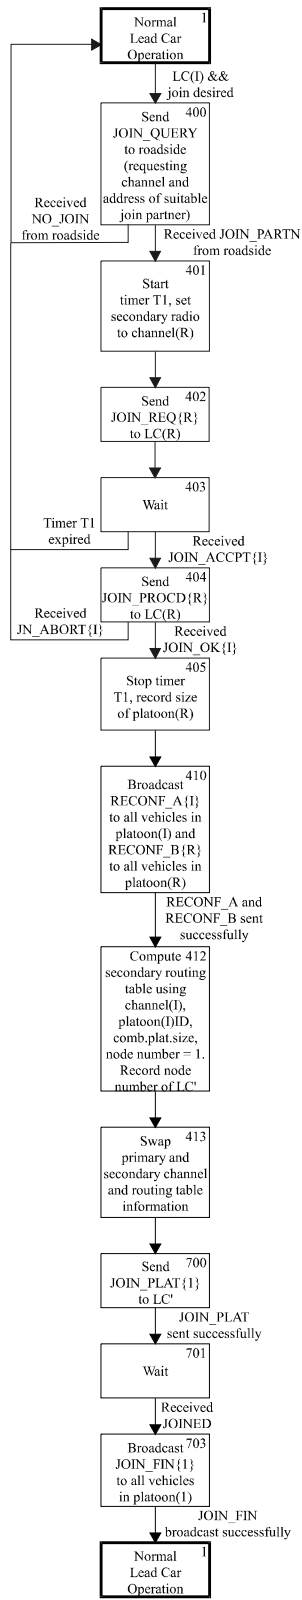 Normal 1
Lead Car
Operation
LC(I) &&
join desired
Send 400
JOIN_QUERY
to roadside
(requesting
channel and
address of suitable
join partner)
Received
NO_JOIN
from roadside
Received JOIN_PARTN
from roadside
401
Start
timer T1, set
secondary radio
to channel(R)
402
Send
JOIN_REQ{R}
to LC(R)
403
Wait
Timer T1
expired
Received
JOIN_ACCPT{I}
Send 404
JOIN_PROCD{R}
to LC(R)
Received
JN_ABORT{I}
Received
JOIN_OK{I}
405
Stop timer
T1, record size
of platoon(R)
410
Broadcast
RECONF_A{I}
to all vehicles in
platoon(I) and
RECONF_B{R}
to all vehicles in
platoon(R)
RECONF_A and
RECONF_B sent
successfully
Compute 412
secondary routing
table using
channel(I),
platoon(I)ID,
comb.plat.size,
node number = 1.
Record node
number of LC'
413
Swap
primary and
secondary channel
and routing table
information
700
Send
JOIN_PLAT{1}
to LC'
JOIN_PLAT
sent successfully
701
Wait
Received
JOINED
Broadcast 703
JOIN_FIN{1}
to all vehicles
in platoon(1)
JOIN_FIN
broadcast successfully
Normal 1
Lead Car
Operation